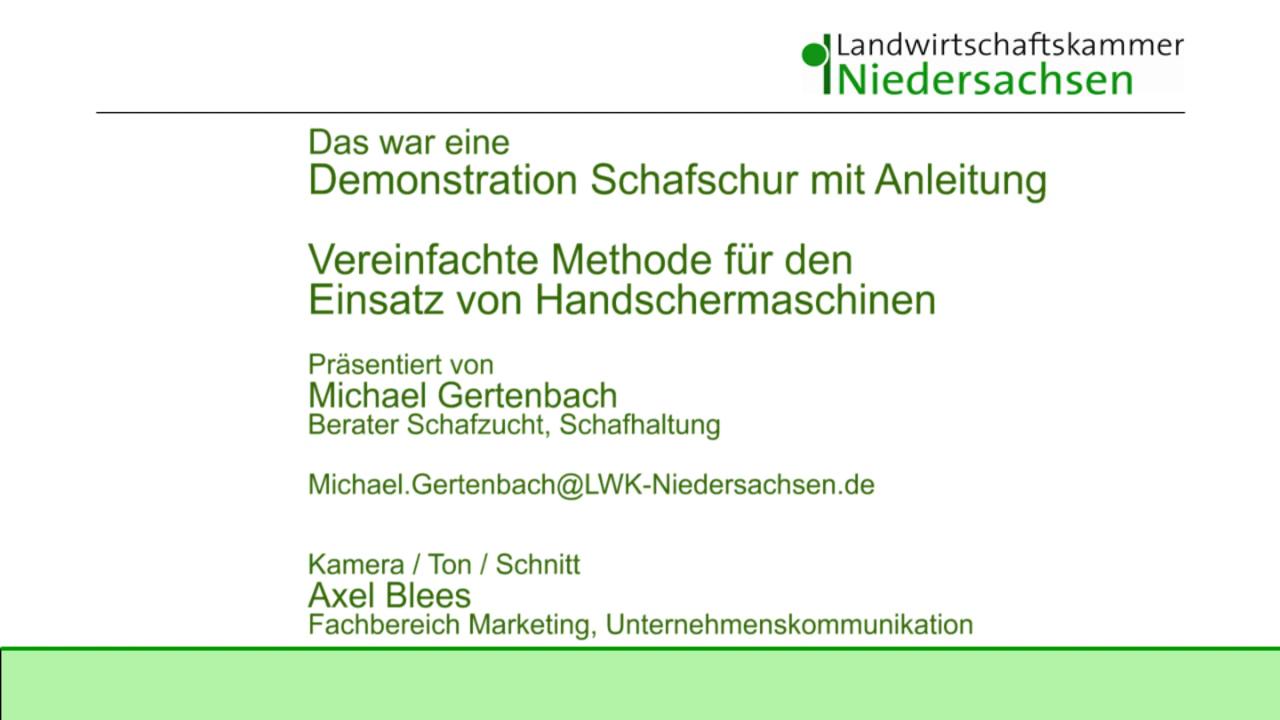 Landwirtschaftskammer
Niedersachsen
Das war eine
Demonstration Schafschur mit Anleitung
Vereinfachte Methode für den
Einsatz von Handschermaschinen
Präsentiert von
Michael Gertenbach
Berater Schafzucht, Schafhaltung
Michael.Gertenbach@LWK-Niedersachsen.de
Kamera / Ton / Schnitt
Axel Blees
Fachbereich Marketing, Unternehmenskommunikation